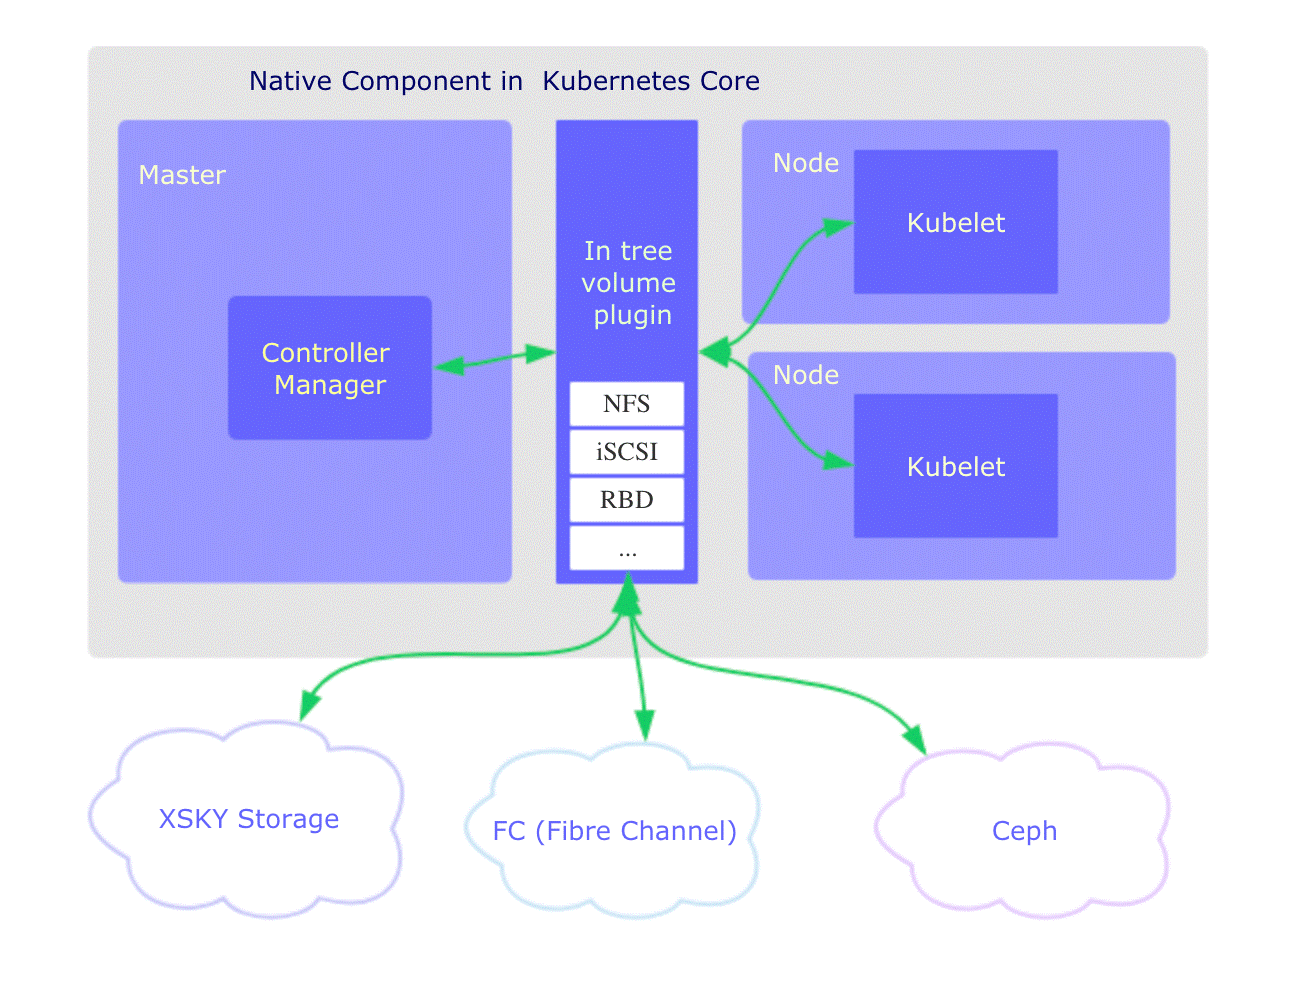 Native Component in  Kubernetes Core
Master
Controller
Manager
In tree
volume
plugin
NFS
iSCSI
RBD
...
Node
Kubelet
Node
Kubelet
XSKY Storage
FC (Fibre Channel)
Ceph